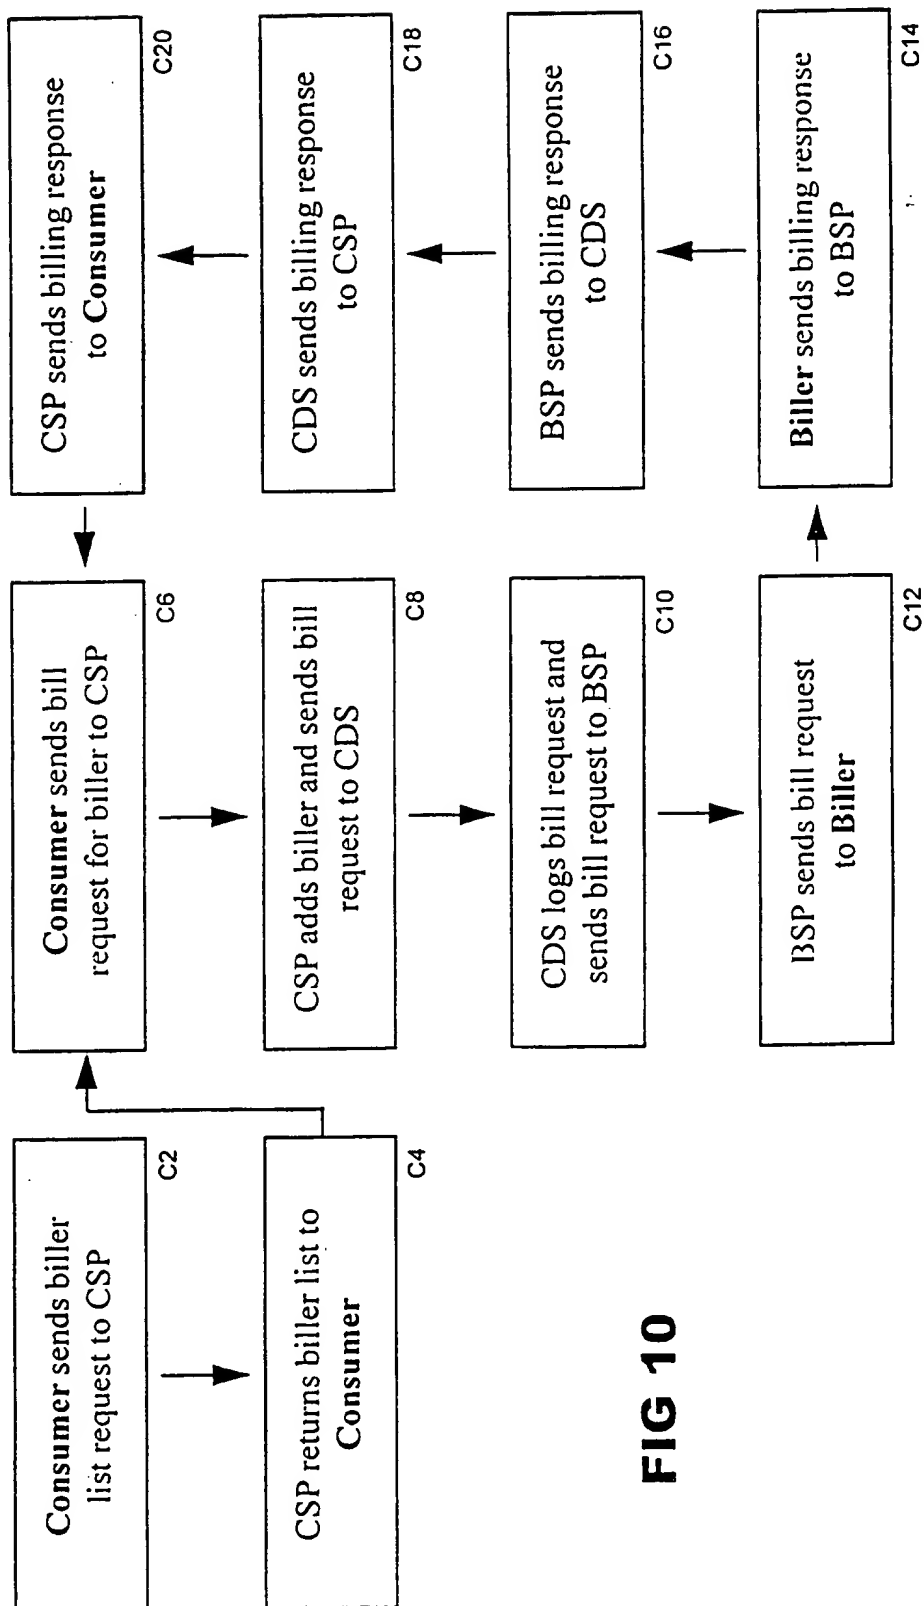 Consumer sends biller
list request to CSP
C2
CSP returns biller list to
Consumer
C4
Consumer sends bill
request for biller to CSP
C6
CSP adds biller and sends bill
request to CDS
C8
CDS logs bill request and
sends bill request to BSP
C10
BSP sends bill request
to Biller
C12
Biller sends billing response
to BSP
C14
BSP sends billing response
to CDS
C16
CDS sends billing response
to CSP
C18
CSP sends billing response
to Consumer
C20
FIG 10